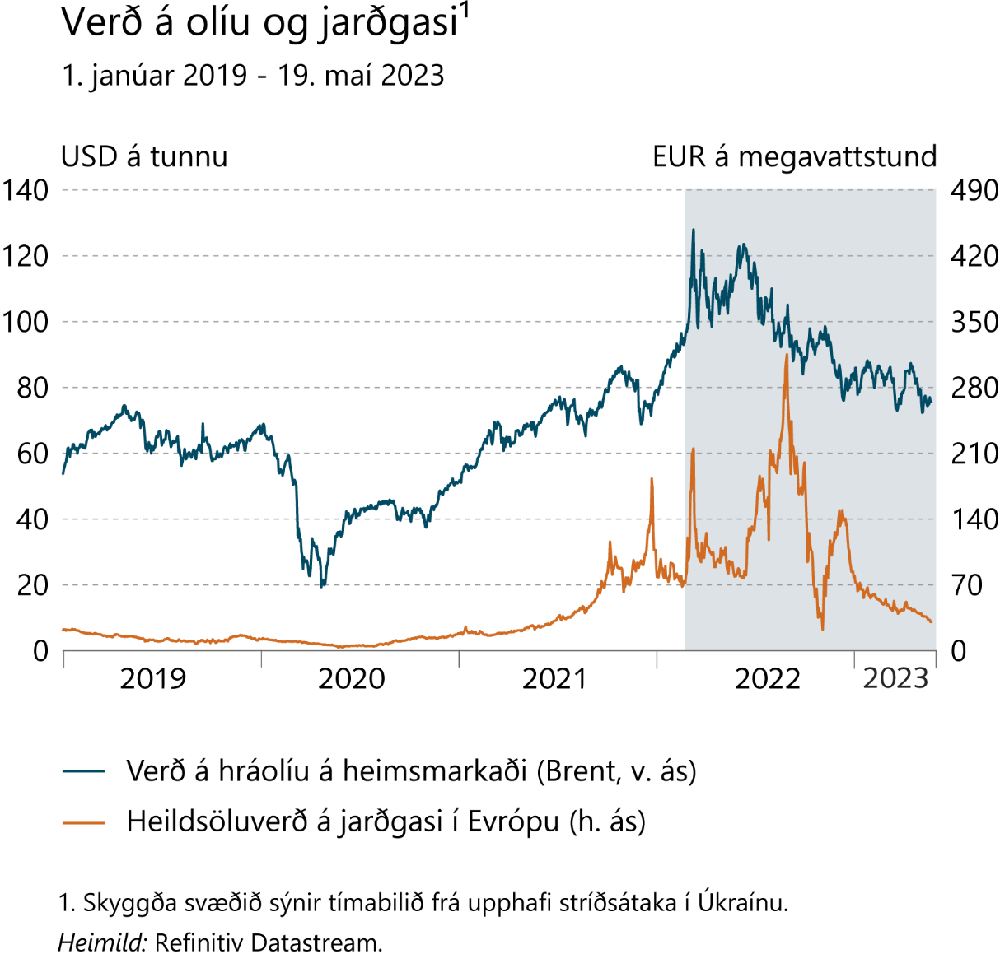 Verð á olíu og jarðgasi¹
1. janúar 2019 - 19. maí 2023
USD á tunnu EUR á megavattstund
140 490
120 420
100 350
80 280
60 210
40 140
20 70
0 0
2019 2020 2021 2022 2023
Verð á hráolíu á heimsmarkaði (Brent, v. ás)
Heildsöluverð á jarðgasi í Evrópu (h. ás)
1. Skyggða svæðið sýnir tímabilið frá upphafi stríðsátaka í Úkraínu.
Heimild: Refinitiv Datastream.